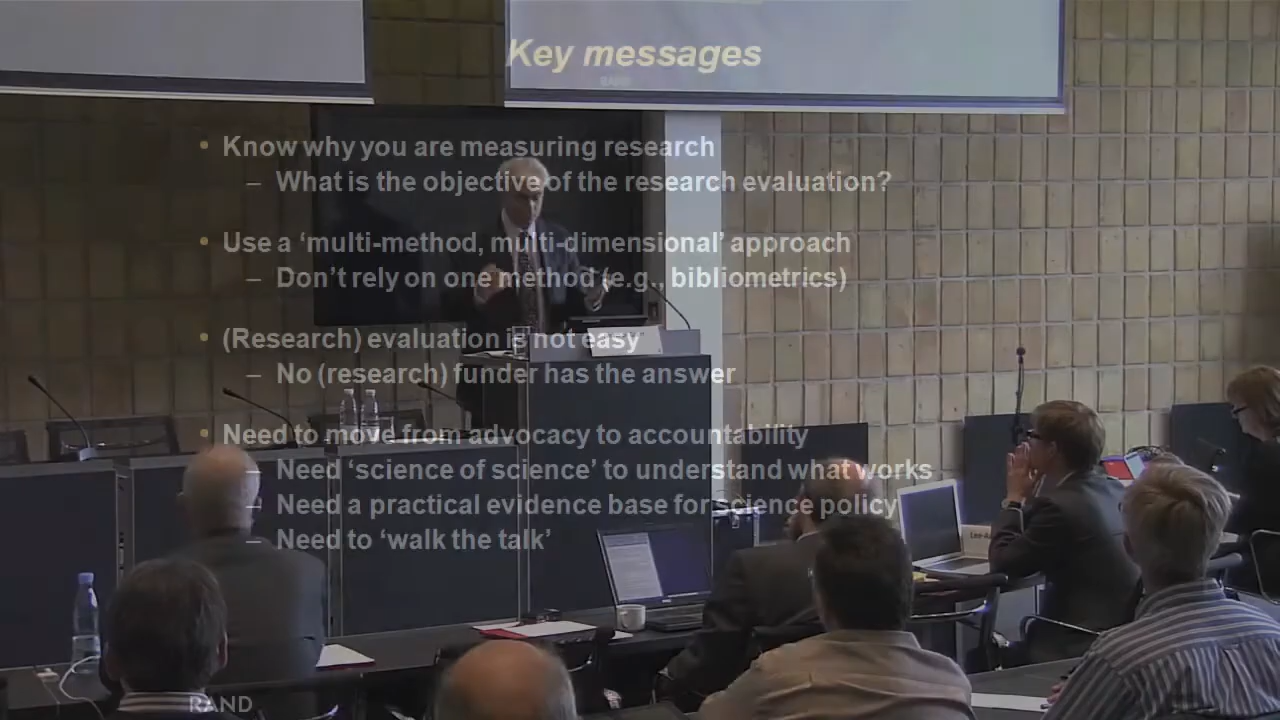 Key messages
RAND
• Know why you are measuring research
– What is the objective of the research evaluation?
• Use a ‘multi-method, multi-dimensional’ approach
– Don’t rely on one method (e.g., bibliometrics)
• (Research) evaluation is not easy
– No (research) funder has the answer
• Need to move from advocacy to accountability
– Need ‘science of science’ to understand what works
– Need a practical evidence base for science policy
– Need to ‘walk the talk’
RAND